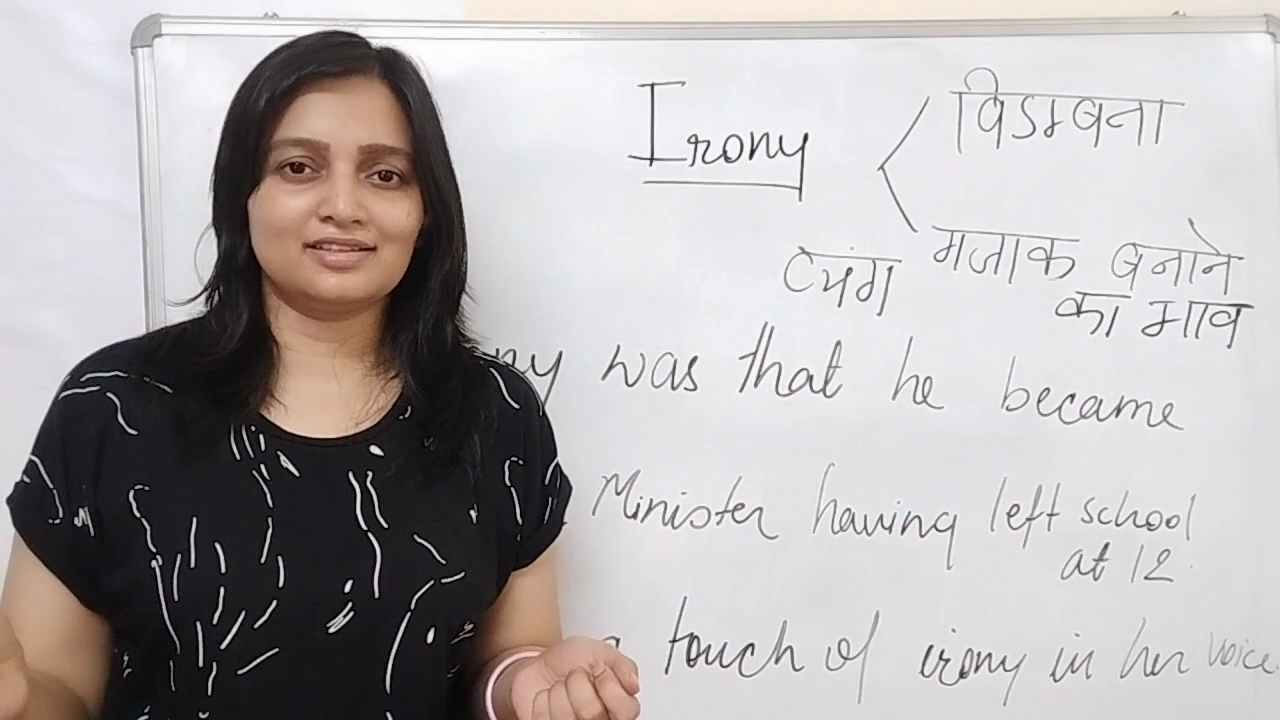 Irony
विडम्बना
व्यंग
मजाक बनाने
का भाव
was that he became
Minister having left school
at 12.
touch of irony in her voice